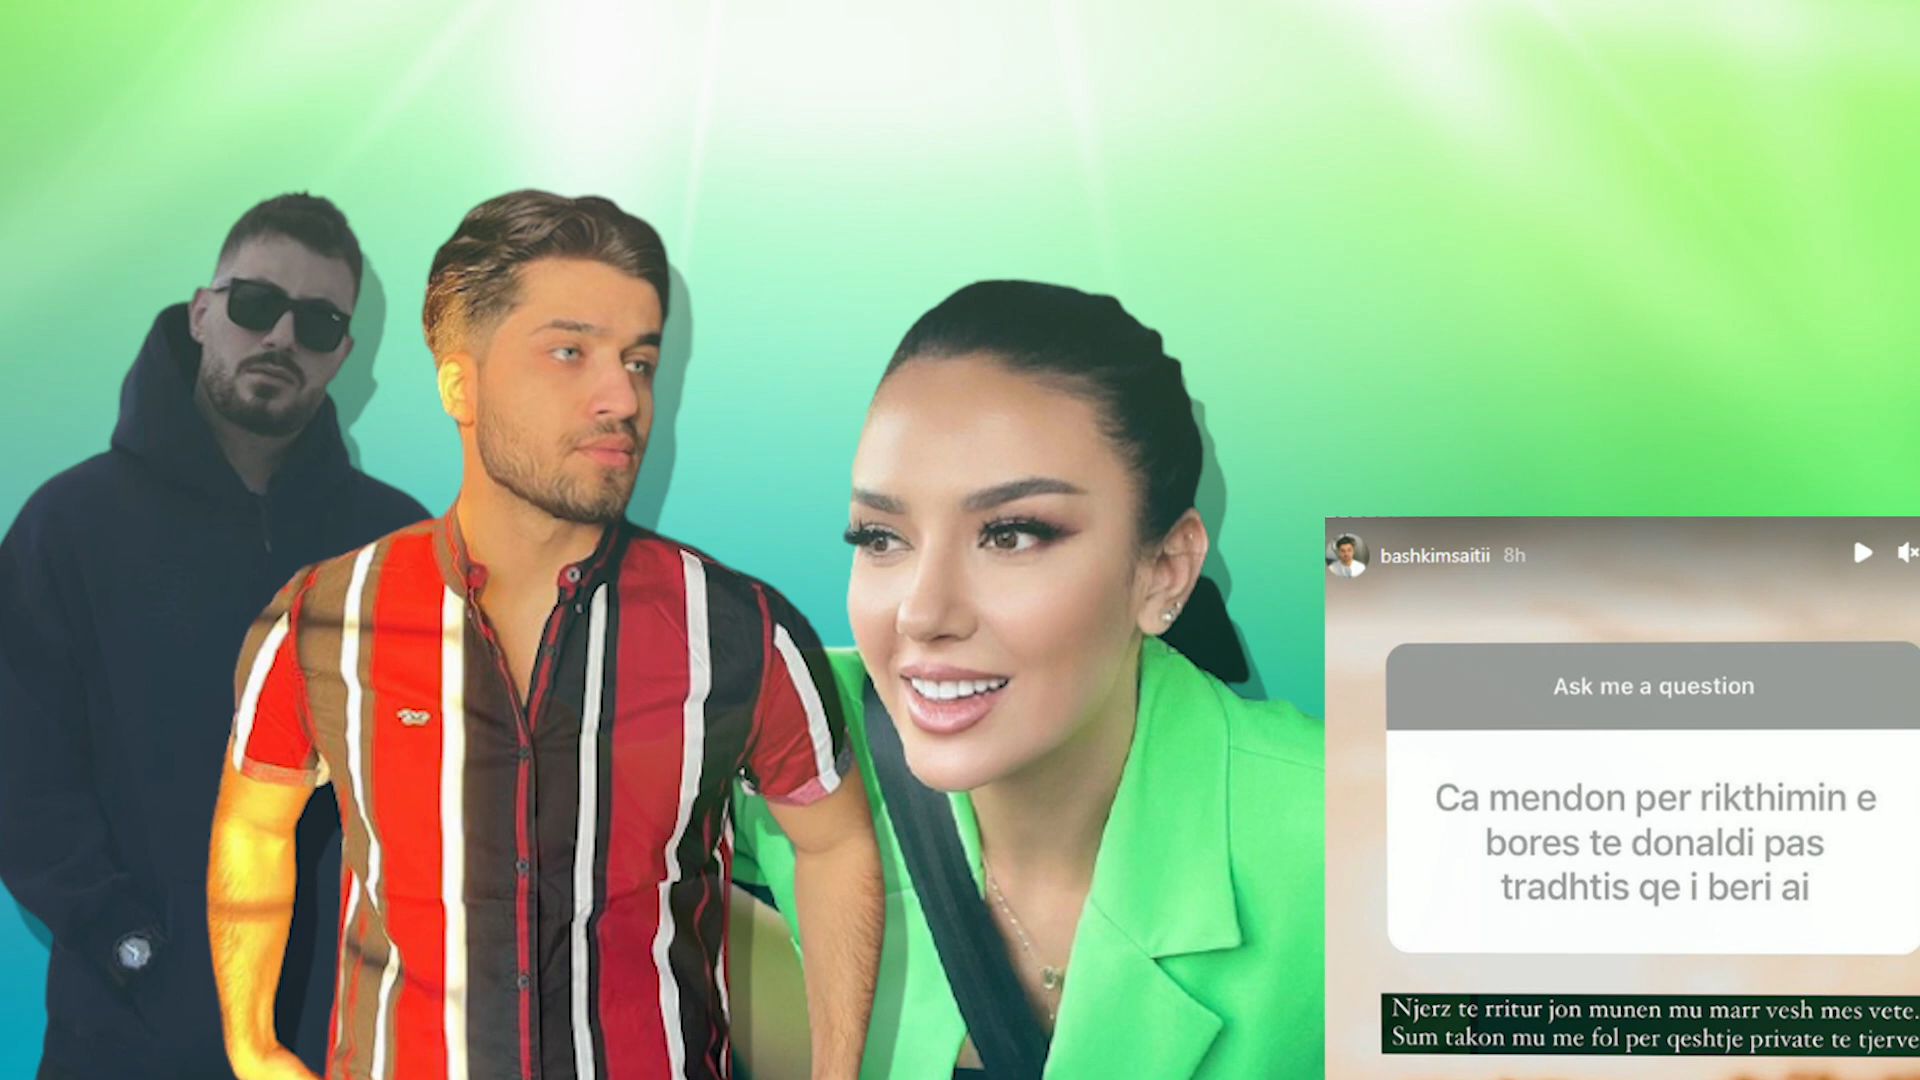 bashkimsaitii 8h
Ask me a question
Ca mendon per rikthimin e
bores te donaldi pas
tradhtis qe i beri ai
Njerz te rritur jon munen mu marr vesh mes vete.
Sum takon mu me fol per qeshtje private te tjerve